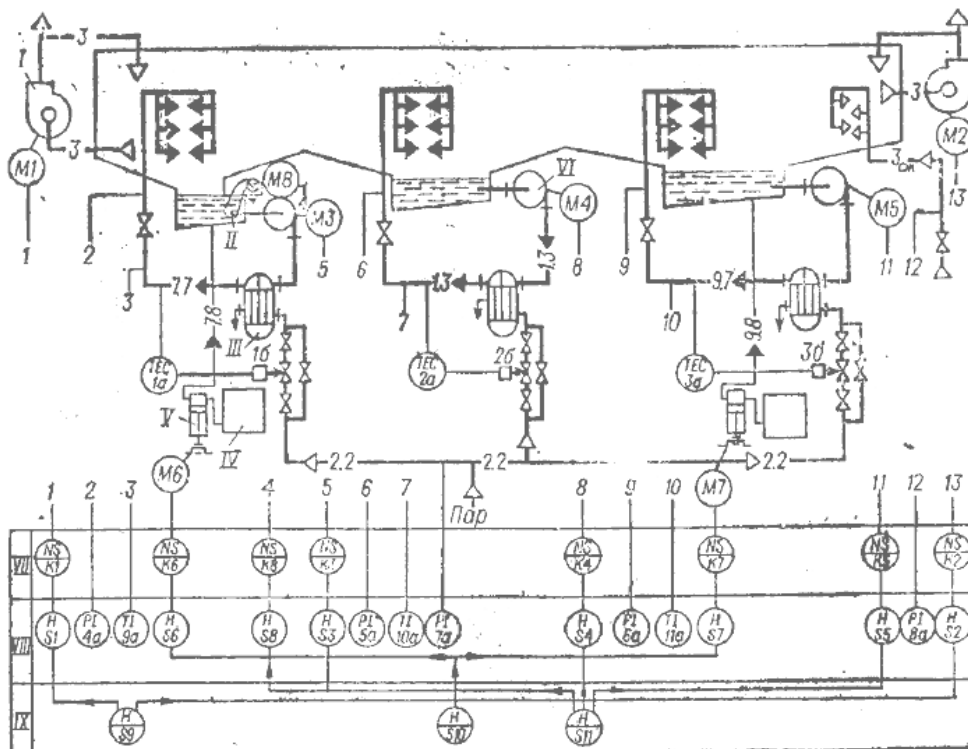 I
3
3
M1
M8
II
M3
VI
M4
M5
3
M2
3ок
1
2
3
5
6
8
9
11
12
13
7.7
1,3
1,3
9,7
7,8
9,8
III
7
10
TEC 1a
1б
TEC 2a
2б
TEC 3a
V
IV
M6
M7
2.2
2.2
2.2
Пар
1 2 3 4 5 6 7 8 9 10 11 12 13
VII
NS K1
NS K6
NS K8
NS
NS K4
NS K7
NS K5
NS K2
VIII
H S1
PI 4a
TI 9a
H S6
H S8
H S3
PI 5a
TI 10a
PI 7a
H S4
PI 6a
TI 11a
H S7
H S5
PI 8a
H S2
IX
H S9
H S10
H S11